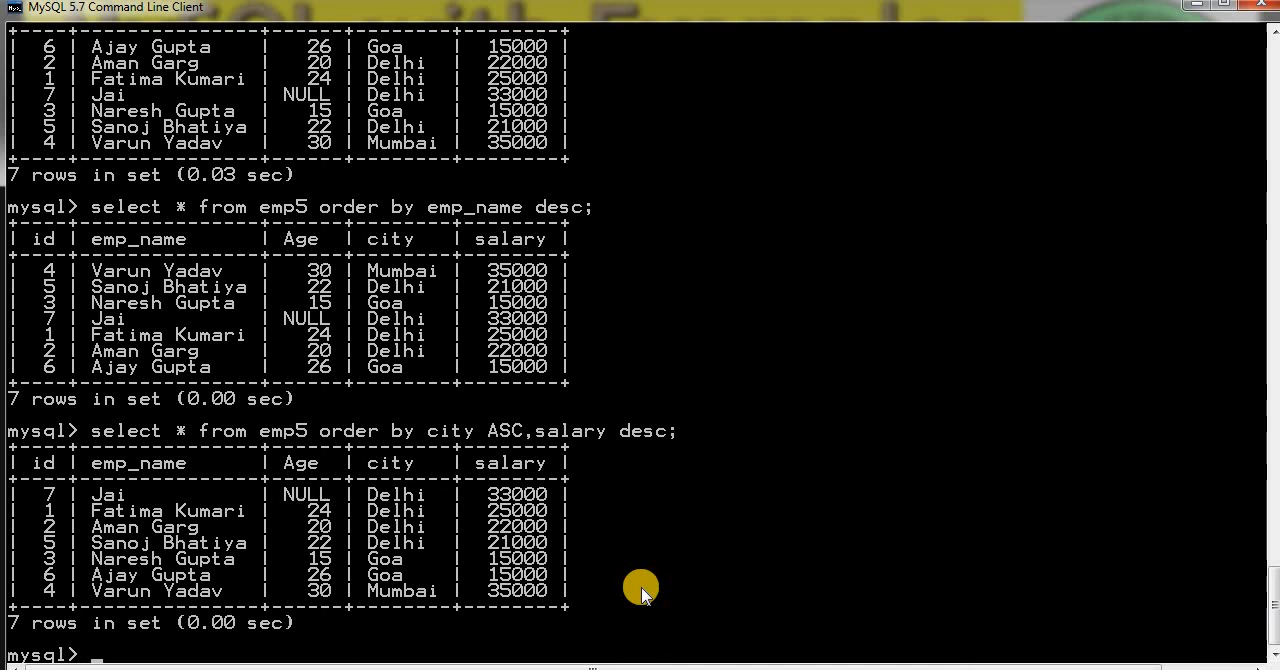 MySQL 5.7 Command Line Client
+----+---------------+------+--------+--------+
|  6 | Ajay Gupta    |   26 | Goa    |  15000 |
|  2 | Aman Garg     |   20 | Delhi  |  22000 |
|  1 | Fatima Kumari |   24 | Delhi  |  25000 |
|  7 | Jai           | NULL | Delhi  |  33000 |
|  3 | Naresh Gupta  |   15 | Goa    |  15000 |
|  5 | Sanoj Bhatiya |   22 | Delhi  |  21000 |
|  4 | Varun Yadav   |   30 | Mumbai |  35000 |
+----+---------------+------+--------+--------+
7 rows in set (0.03 sec)
mysql> select * from emp5 order by emp_name desc;
+----+---------------+------+--------+--------+
| id | emp_name      | Age  | city   | salary |
+----+---------------+------+--------+--------+
|  4 | Varun Yadav   |   30 | Mumbai |  35000 |
|  5 | Sanoj Bhatiya |   22 | Delhi  |  21000 |
|  3 | Naresh Gupta  |   15 | Goa    |  15000 |
|  7 | Jai           | NULL | Delhi  |  33000 |
|  1 | Fatima Kumari |   24 | Delhi  |  25000 |
|  2 | Aman Garg     |   20 | Delhi  |  22000 |
|  6 | Ajay Gupta    |   26 | Goa    |  15000 |
+----+---------------+------+--------+--------+
7 rows in set (0.00 sec)
mysql> select * from emp5 order by city ASC,salary desc;
+----+---------------+------+--------+--------+
| id | emp_name      | Age  | city   | salary |
+----+---------------+------+--------+--------+
|  7 | Jai           | NULL | Delhi  |  33000 |
|  1 | Fatima Kumari |   24 | Delhi  |  25000 |
|  2 | Aman Garg     |   20 | Delhi  |  22000 |
|  5 | Sanoj Bhatiya |   22 | Delhi  |  21000 |
|  3 | Naresh Gupta  |   15 | Goa    |  15000 |
|  6 | Ajay Gupta    |   26 | Goa    |  15000 |
|  4 | Varun Yadav   |   30 | Mumbai |  35000 |
+----+---------------+------+--------+--------+
7 rows in set (0.00 sec)
mysql> _